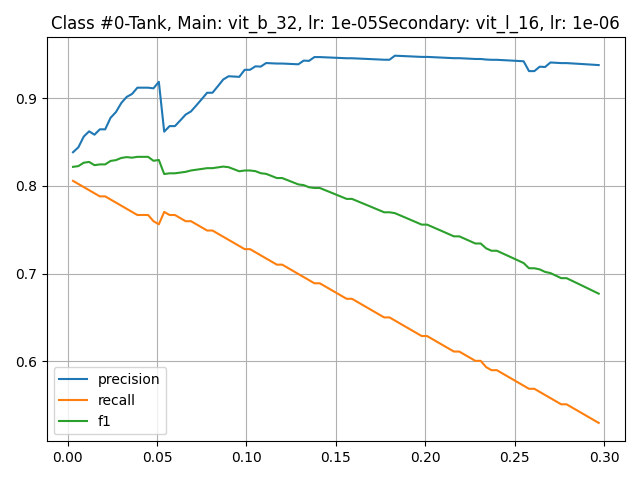 Class #0-Tank, Main: vit_b_32, lr: 1e-05Secondary: vit_l_16, lr: 1e-06
0.9
0.8
0.7
0.6
precision
recall
f1
0.00 0.05 0.10 0.15 0.20 0.25 0.30